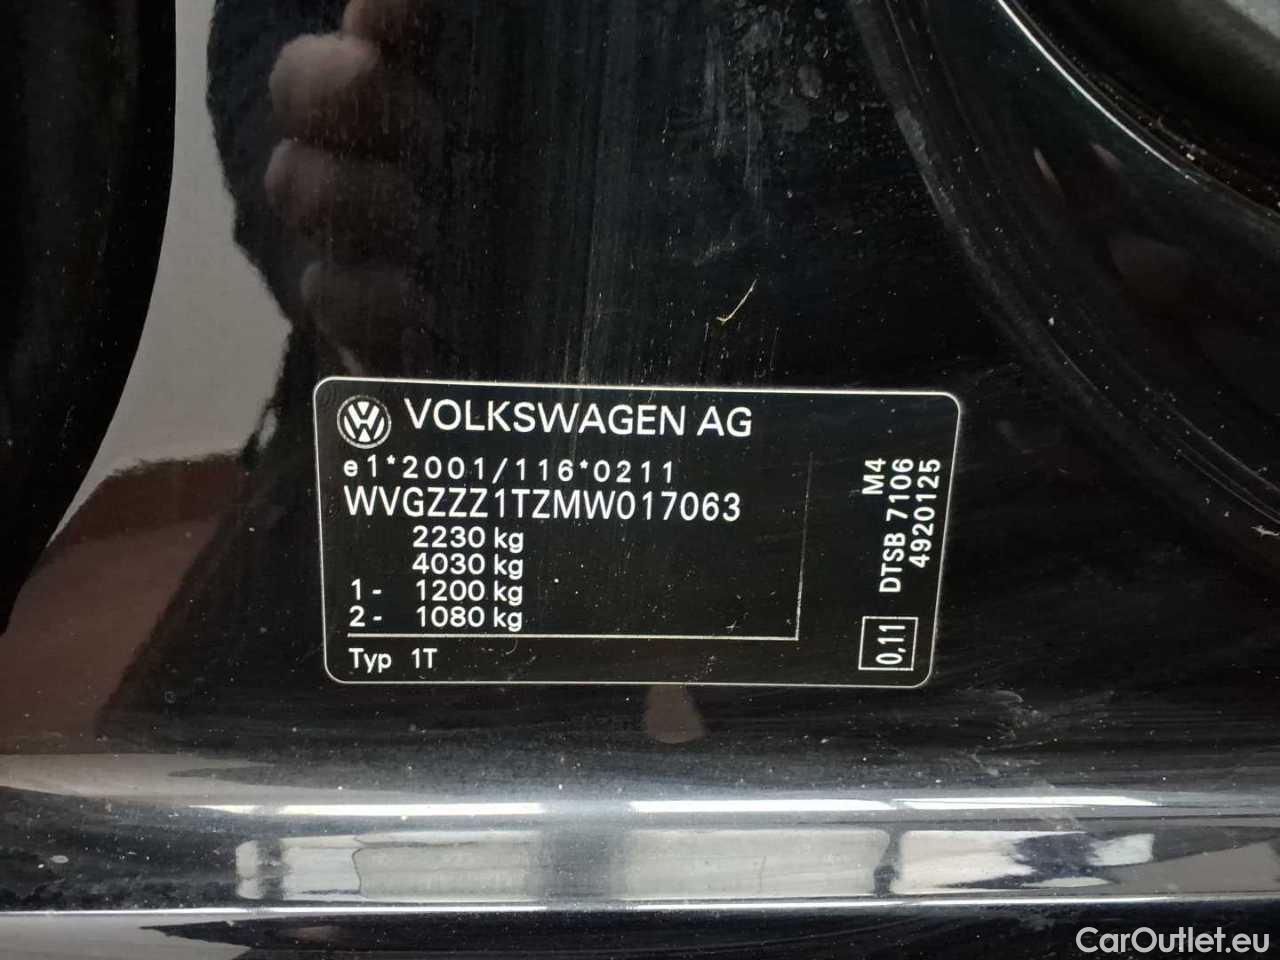 VOLKSWAGEN AG
e1*2001/116*0211
WVGZZZ1TZMW017063
2230 kg
4030 kg
1- 1200 kg
2- 1080 kg
Typ 1T
M4
DTSB 7106
4920125
0,11
CarOutlet.eu